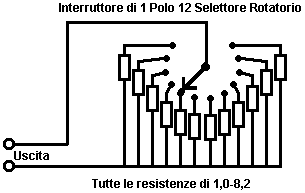 Interruttore di 1 Polo 12 Selettore Rotatorio
Uscita
Tutte le resistenze di 1,0-8,2